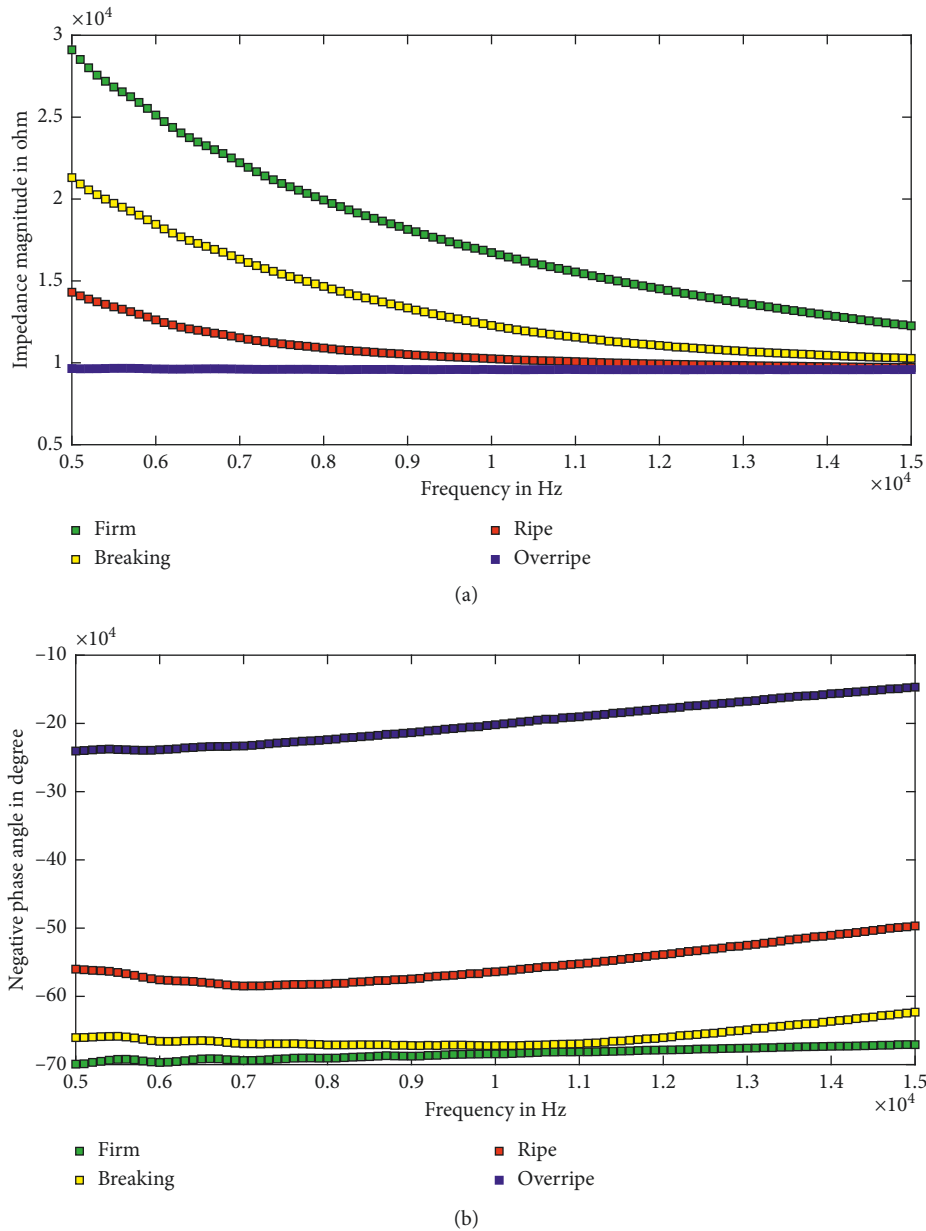 ×10⁴
3
2.5
2
1.5
1
0.5
Impedance magnitude in ohm
0.5 0.6 0.7 0.8 0.9 1 1.1 1.2 1.3 1.4 1.5
Frequency in Hz
×10⁴
Firm Ripe
Breaking Overripe
(a)
×10⁴
–10
–20
–30
–40
–50
–60
–70
Negative phase angle in degree
0.5 0.6 0.7 0.8 0.9 1 1.1 1.2 1.3 1.4 1.5
Frequency in Hz
×10⁴
Firm Ripe
Breaking Overripe
(b)